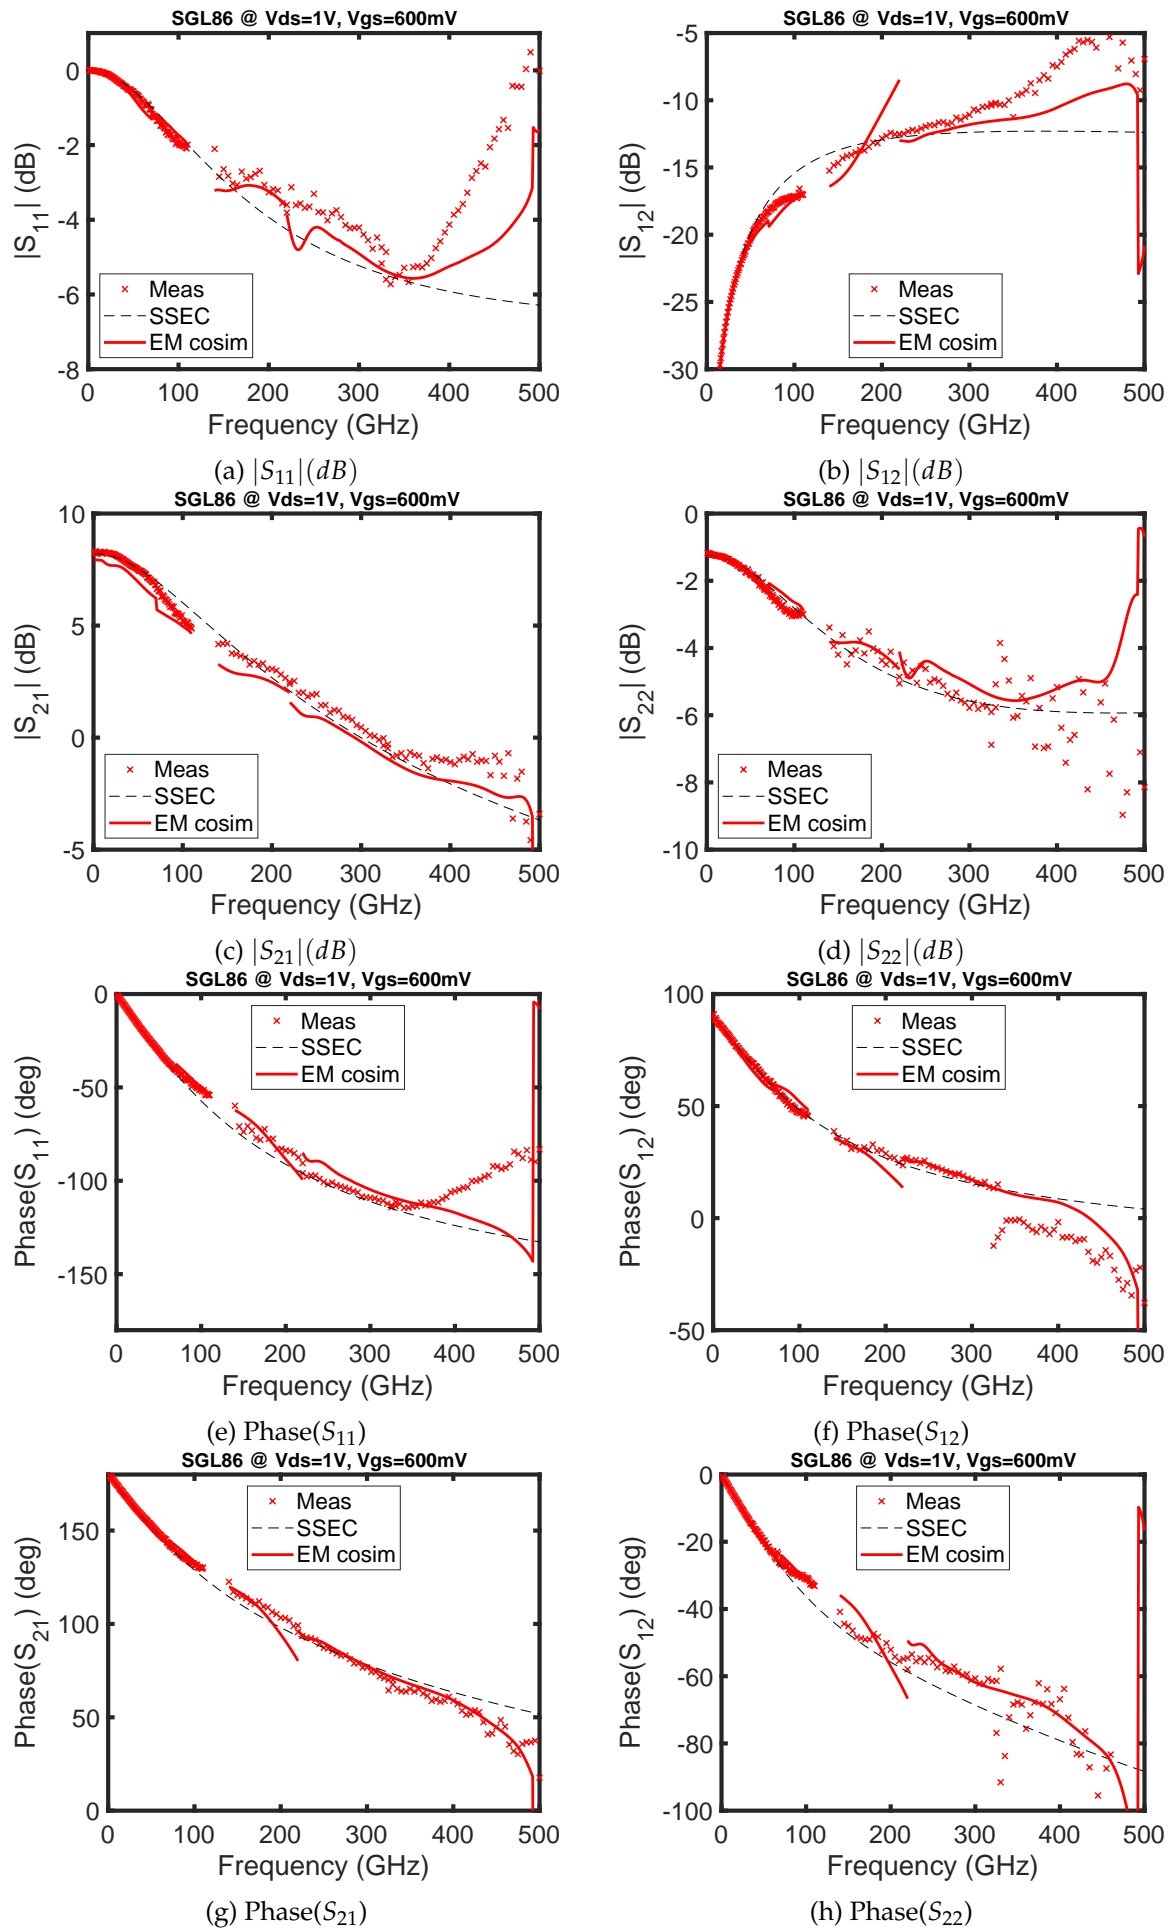 SGL86 @ Vds=1V, Vgs=600mV
|S11| (dB)
0
-2
-4
-6
-8
Meas
SSEC
EM cosim
0 100 200 300 400 500
Frequency (GHz)
(a) |S11|(dB)
SGL86 @ Vds=1V, Vgs=600mV
|S12| (dB)
-5
-10
-15
-20
-25
-30
Meas
SSEC
EM cosim
0 100 200 300 400 500
Frequency (GHz)
(b) |S12|(dB)
SGL86 @ Vds=1V, Vgs=600mV
|S21| (dB)
10
5
0
-5
Meas
SSEC
EM cosim
0 100 200 300 400 500
Frequency (GHz)
(c) |S21|(dB)
SGL86 @ Vds=1V, Vgs=600mV
|S22| (dB)
0
-2
-4
-6
-8
-10
Meas
SSEC
EM cosim
0 100 200 300 400 500
Frequency (GHz)
(d) |S22|(dB)
SGL86 @ Vds=1V, Vgs=600mV
Phase(S11) (deg)
0
-50
-100
-150
Meas
SSEC
EM cosim
0 100 200 300 400 500
Frequency (GHz)
(e) Phase(S11)
SGL86 @ Vds=1V, Vgs=600mV
Phase(S12) (deg)
100
50
0
-50
Meas
SSEC
EM cosim
0 100 200 300 400 500
Frequency (GHz)
(f) Phase(S12)
SGL86 @ Vds=1V, Vgs=600mV
Phase(S21) (deg)
150
100
50
0
Meas
SSEC
EM cosim
0 100 200 300 400 500
Frequency (GHz)
(g) Phase(S21)
SGL86 @ Vds=1V, Vgs=600mV
Phase(S12) (deg)
0
-20
-40
-60
-80
-100
Meas
SSEC
EM cosim
0 100 200 300 400 500
Frequency (GHz)
(h) Phase(S22)